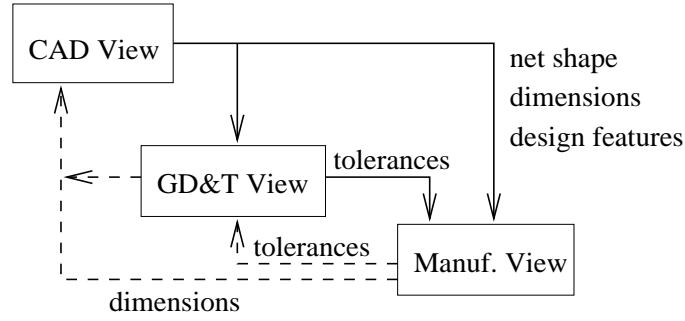 CAD View
net shape
dimensions
design features
tolerances
GD&T View
tolerances
Manuf. View
dimensions